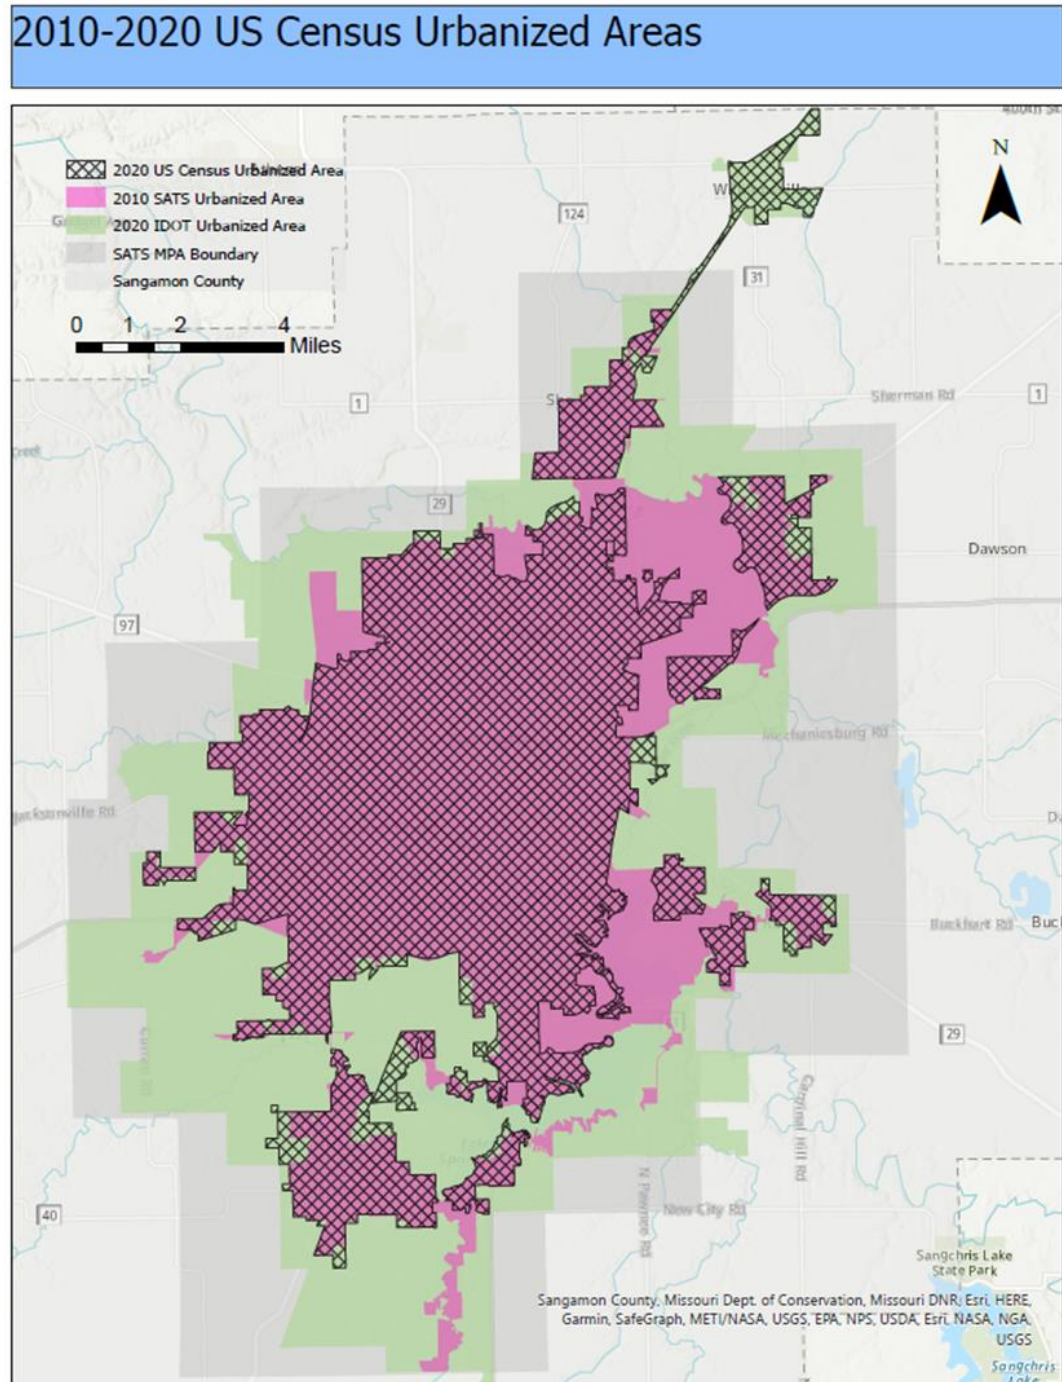 2010-2020 US Census Urbanized Areas
400th St
N
2020 US Census Urbanized Area
2010 SATS Urbanized Area
2020 IDOT Urbanized Area
SATS MPA Boundary
Sangamon County
124
31
0 1 2 4
Miles
1
Sherman Rd
1
Creek
29
Dawson
97
Mechanicsburg Rd
Jacksonville Rd
Buckhart Rd
29
Cardinal Hill Rd
N Pawnee Rd
40
New City Rd
Sangchris Lake
State Park
Sangamon County, Missouri Dept. of Conservation, Missouri DNR, Esri, HERE,
Garmin, SafeGraph, METI/NASA, USGS, EPA, NPS, USDA, Esri, NASA, NGA,
USGS
Sangchris
Lake